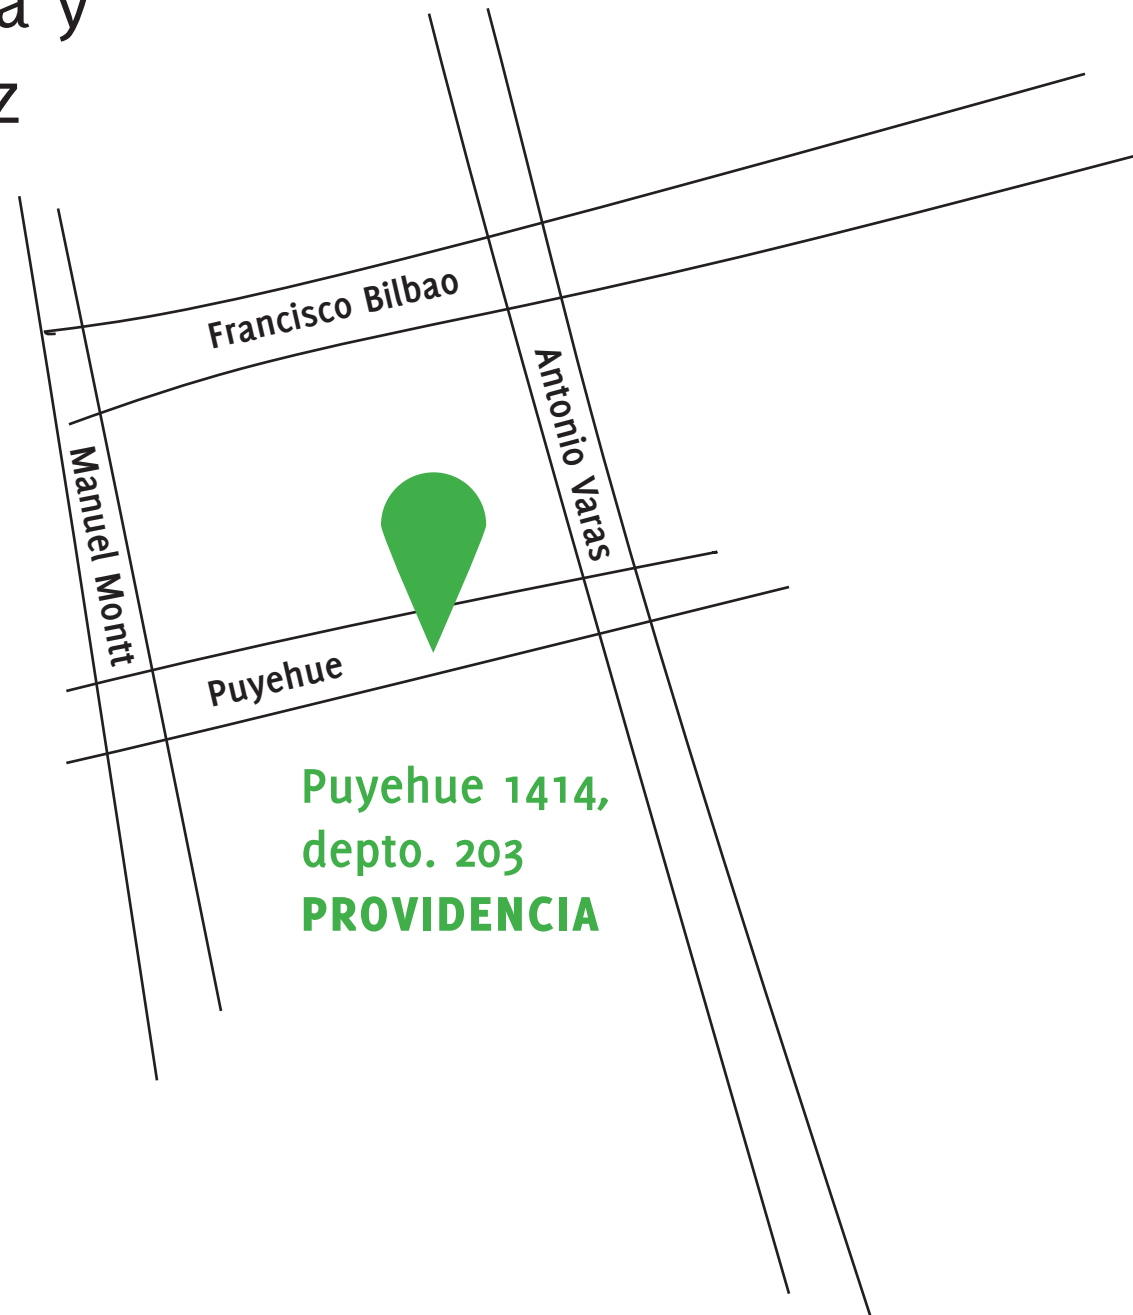 a y
z
Francisco Bilbao
Antonio Varas
Manuel Montt
Puyehue
Puyehue 1414,
depto. 203
PROVIDENCIA